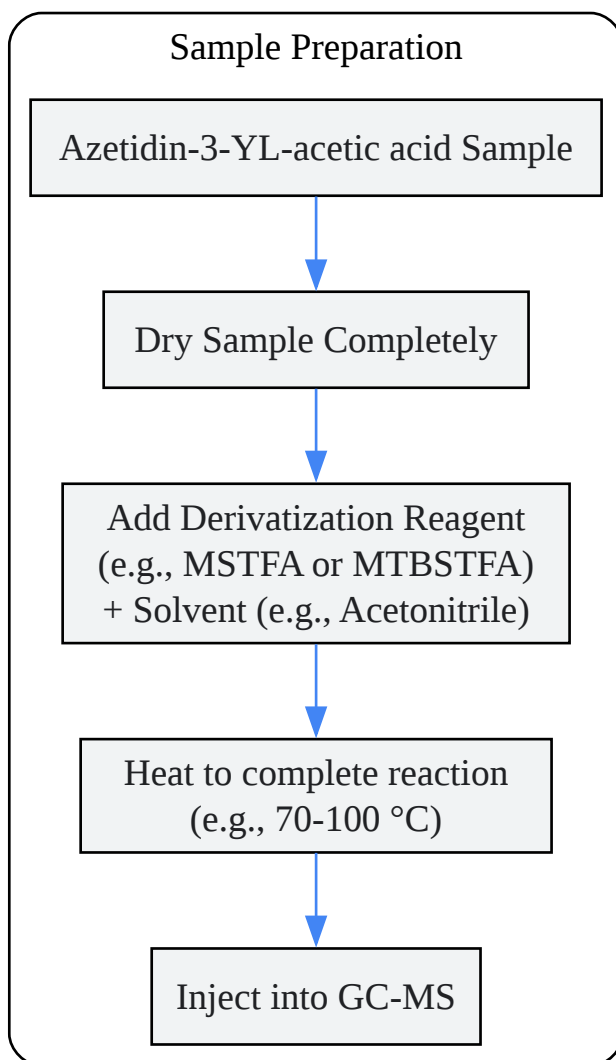 Sample Preparation
Azetidin-3-YL-acetic acid Sample
Dry Sample Completely
Add Derivatization Reagent
(e.g., MSTFA or MTBSTFA)
+ Solvent (e.g., Acetonitrile)
Heat to complete reaction
(e.g., 70-100 °C)
Inject into GC-MS